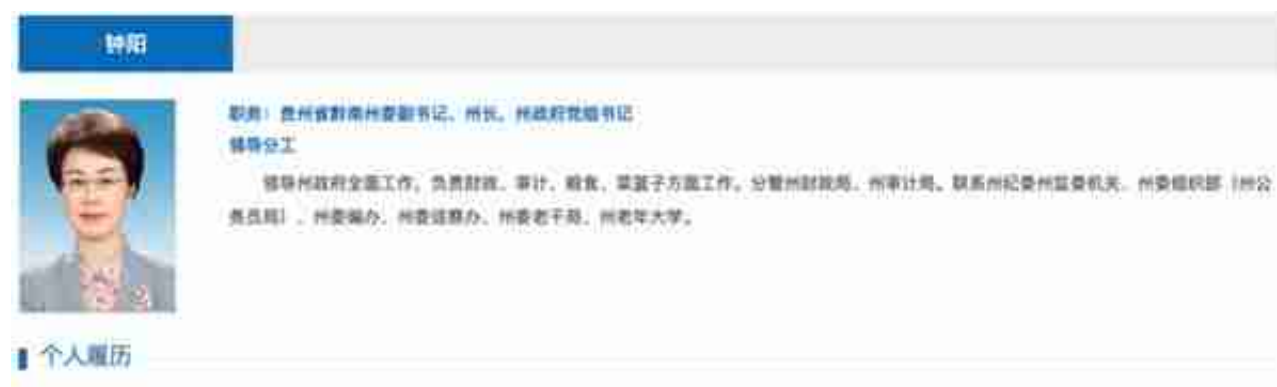 钟阳
职务：贵州省黔南州委副书记、州长、州政府党组书记
领导分工
领导州政府全面工作。负责财政、审计、粮食、菜篮子方面工作。分管州财政局、州审计局。联系州纪委州监委机关、州委组织部（州公
务员局）、州委编办、州委巡察办、州委老干局、州老年大学。
个人履历